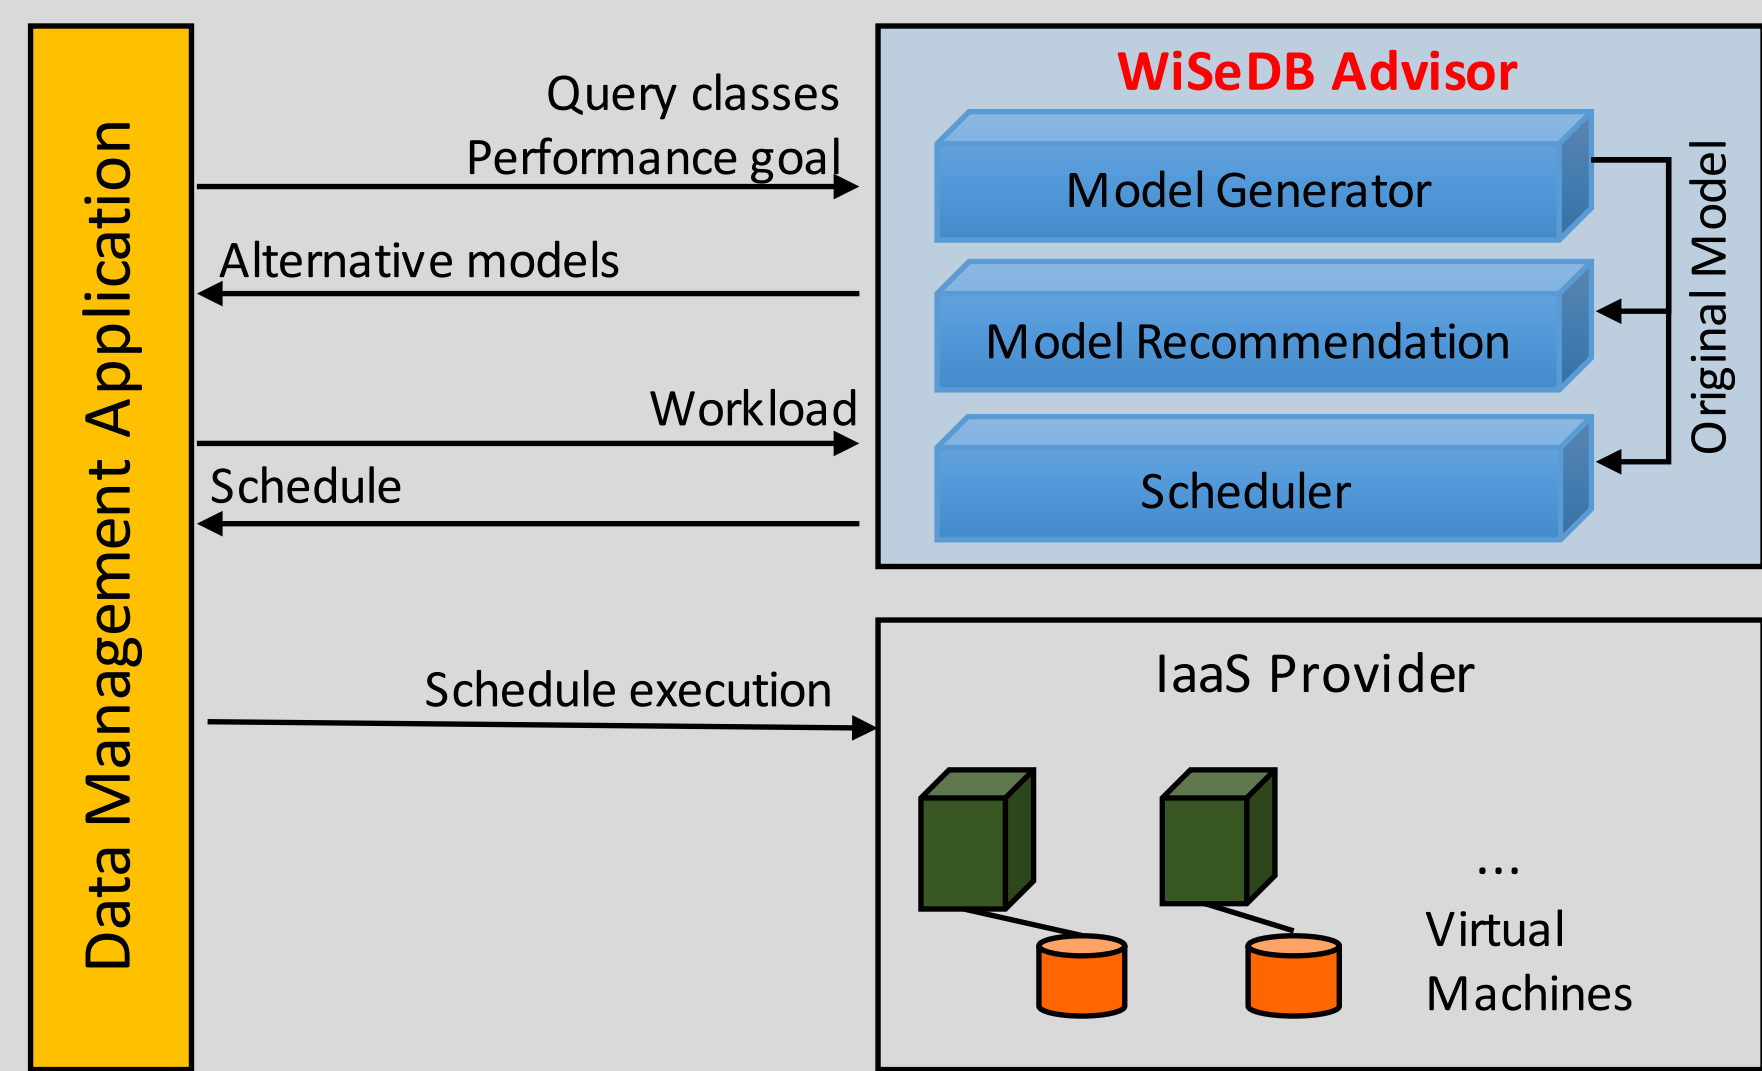 Data Management Application
Query classes
Performance goal
Alternative models
Workload
Schedule
Schedule execution
WiSeDB Advisor
Model Generator
Model Recommendation
Scheduler
Original Model
IaaS Provider
...
Virtual
Machines